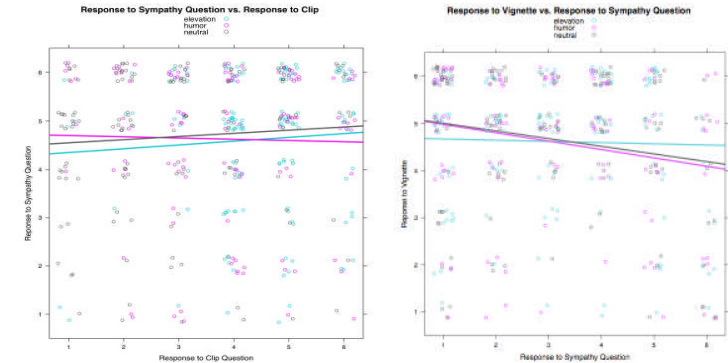 Response to Sympathy Question vs. Response to Clip
elevation
humor
neutral
Response to Sympathy Question
6
5
4
3
2
1
1 2 3 4 5 6
Response to Clip Question
Response to Vignette vs. Response to Sympathy Question
elevation
humor
neutral
Response to Vignette
6
5
4
3
2
1
1 2 3 4 5 6
Response to Sympathy Question